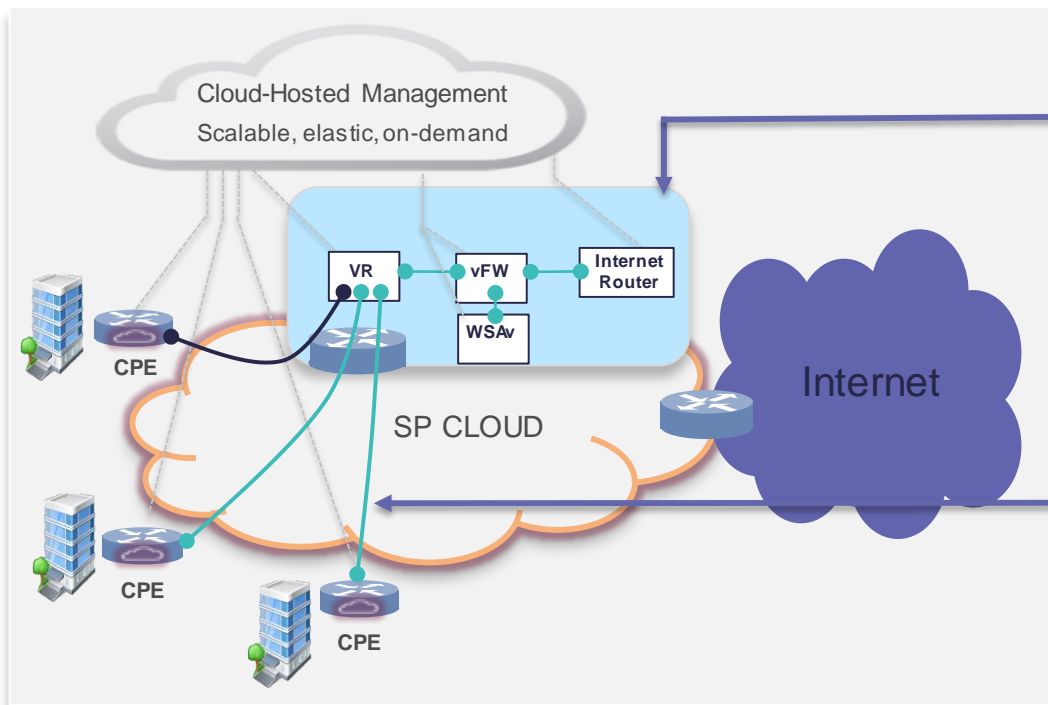 Cloud-Hosted Management
Scalable, elastic, on-demand
VR
vFW
Internet
Router
WSAv
CPE
Internet
SP CLOUD
CPE
CPE